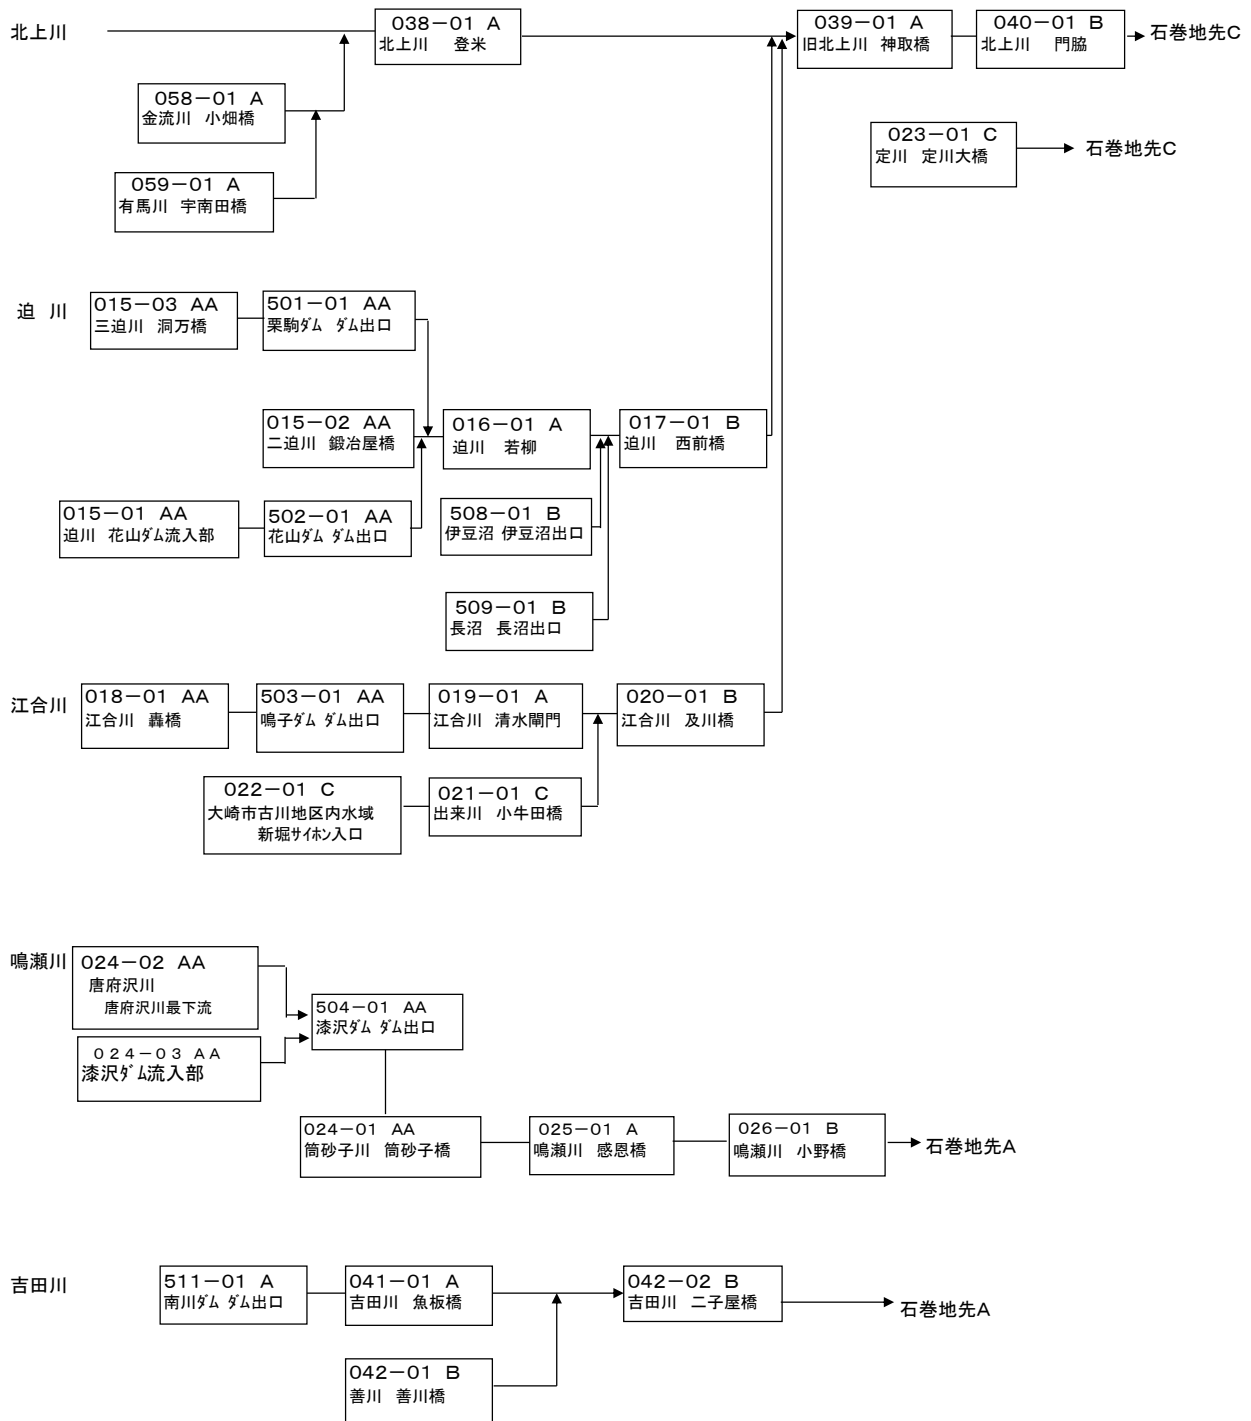 北上川
038－01 A
北上川 登米
039－01 A
旧北上川 神取橋
040－01 B
北上川 門脇
石巻地先C
058－01 A
金流川 小畑橋
023－01 C
定川 定川大橋
石巻地先C
059－01 A
有馬川 宇南田橋
迫 川
015－03 AA
三迫川 洞万橋
501－01 AA
栗駒ﾀﾞﾑ ﾀﾞﾑ出口
015－02 AA
二迫川 鍛冶屋橋
016－01 A
迫川 若柳
017－01 B
迫川 西前橋
015－01 AA
迫川 花山ﾀﾞﾑ流入部
502－01 AA
花山ﾀﾞﾑ ﾀﾞﾑ出口
508－01 B
伊豆沼 伊豆沼出口
509－01 B
長沼 長沼出口
江合川
018－01 AA
江合川 轟橋
503－01 AA
鳴子ﾀﾞﾑ ﾀﾞﾑ出口
019－01 A
江合川 清水閘門
020－01 B
江合川 及川橋
022－01 C
大崎市古川地区内水域
新堀ｻｲﾎﾝ入口
021－01 C
出来川 小牛田橋
鳴瀬川
024－02 AA
唐府沢川
唐府沢川最下流
504－01 AA
漆沢ﾀﾞﾑ ﾀﾞﾑ出口
024－03 AA
漆沢ﾀﾞﾑ流入部
024－01 AA
筒砂子川 筒砂子橋
025－01 A
鳴瀬川 感恩橋
026－01 B
鳴瀬川 小野橋
石巻地先A
吉田川
511－01 A
南川ﾀﾞﾑ ﾀﾞﾑ出口
041－01 A
吉田川 魚板橋
042－02 B
吉田川 二子屋橋
石巻地先A
042－01 B
善川 善川橋